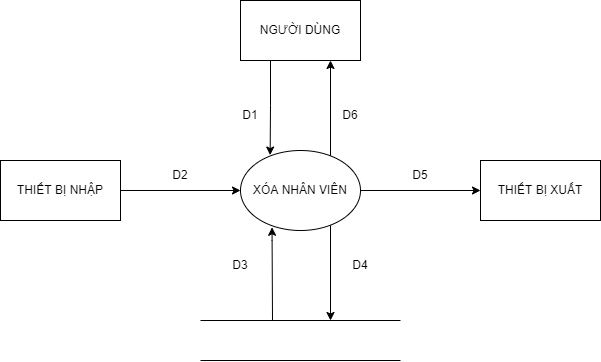 NGƯỜI DÙNG
D1
D6
THIẾT BỊ NHẬP
D2
XÓA NHÂN VIÊN
D5
THIẾT BỊ XUẤT
D3
D4